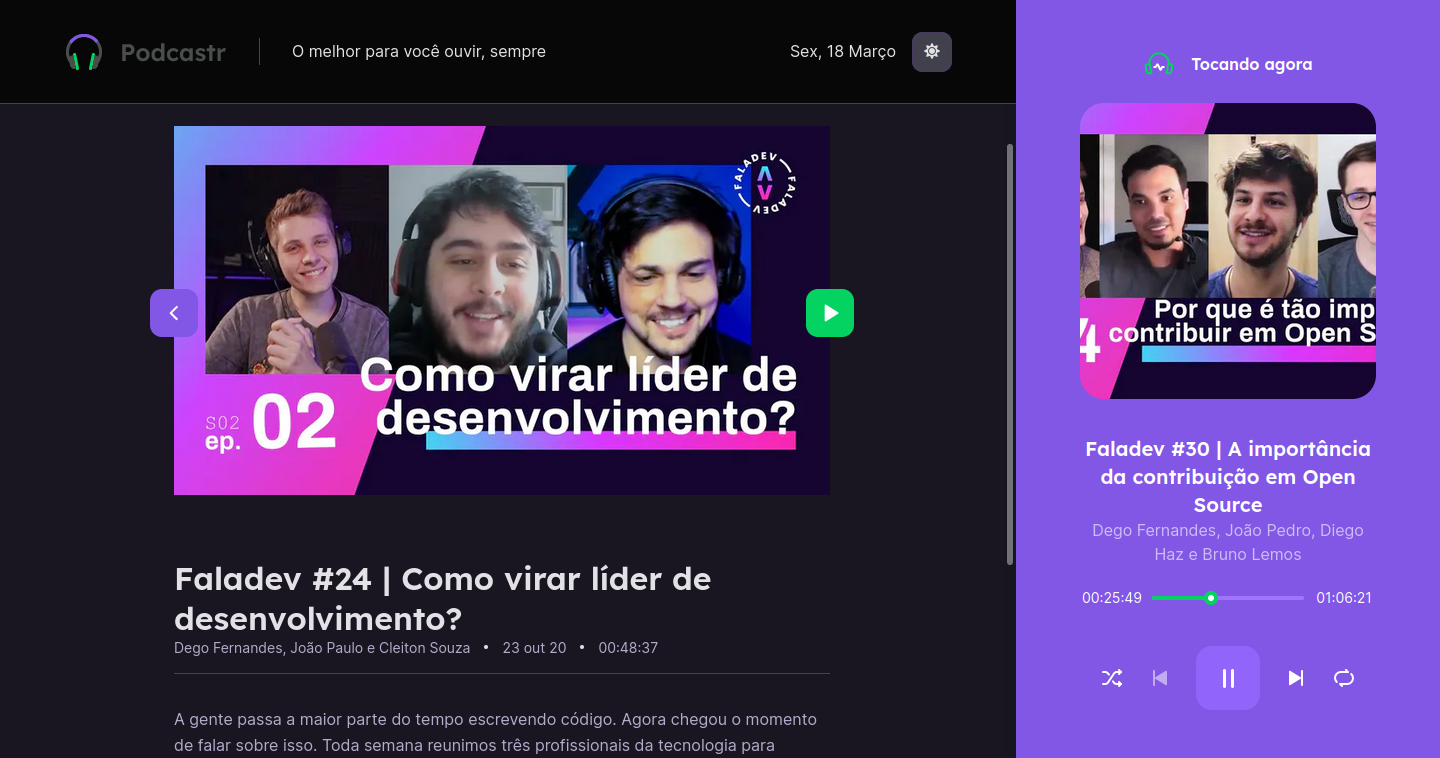 Podcastr
O melhor para você ouvir, sempre
Sex, 18 Março
FALADEV FALADEV
Como virar líder de
desenvolvimento?
S02
ep. 02
Faladev #24 | Como virar líder de
desenvolvimento?
Dego Fernandes, João Paulo e Cleiton Souza • 23 out 20 • 00:48:37
A gente passa a maior parte do tempo escrevendo código. Agora chegou o momento
de falar sobre isso. Toda semana reunimos três profissionais da tecnologia para
Tocando agora
Por que é tão imp
contribuir em Open S
4
Faladev #30 | A importância
da contribuição em Open
Source
Dego Fernandes, João Pedro, Diego
Haz e Bruno Lemos
00:25:49
01:06:21